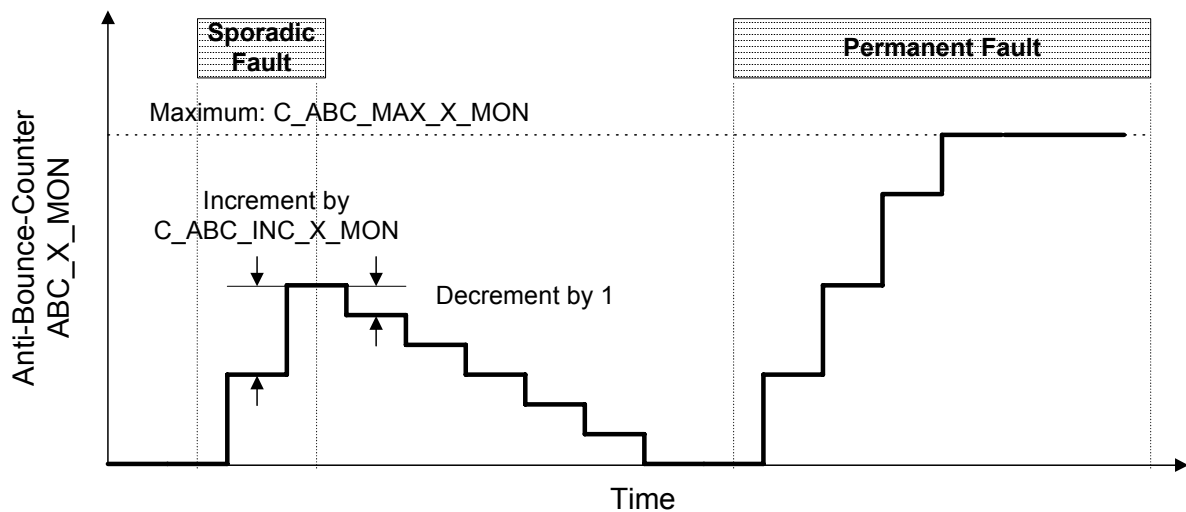 Sporadic
Fault
Permanent Fault
Maximum: C_ABC_MAX_X_MON
Increment by
C_ABC_INC_X_MON
Decrement by 1
Anti-Bounce-Counter
ABC_X_MON
Time